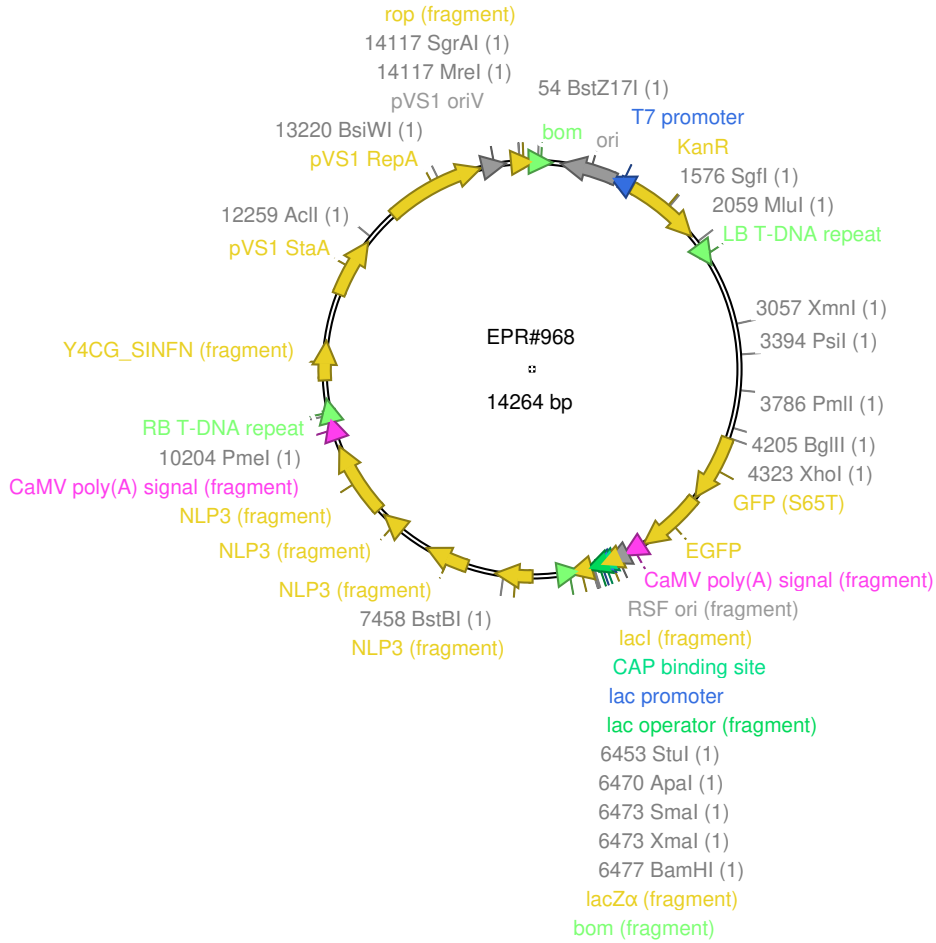 rop (fragment)
14117 SgrAI (1)
14117 MreI (1)
pVS1 oriV
13220 BsiWI (1)
pVS1 RepA
12259 AclI (1)
pVS1 StaA
Y4CG_SINFN (fragment)
RB T-DNA repeat
10204 PmeI (1)
CaMV poly(A) signal (fragment)
NLP3 (fragment)
NLP3 (fragment)
NLP3 (fragment)
7458 BstBI (1)
NLP3 (fragment)
54 BstZ17I (1)
bom
ori
T7 promoter
KanR
1576 SgfI (1)
2059 MluI (1)
LB T-DNA repeat
3057 XmnI (1)
3394 PsiI (1)
3786 PmlI (1)
4205 BglII (1)
4323 XhoI (1)
GFP (S65T)
EGFP
CaMV poly(A) signal (fragment)
RSF ori (fragment)
lacI (fragment)
CAP binding site
lac promoter
lac operator (fragment)
6453 StuI (1)
6470 ApaI (1)
6473 SmaI (1)
6473 XmaI (1)
6477 BamHI (1)
lacZα (fragment)
bom (fragment)
EPR#968
14264 bp